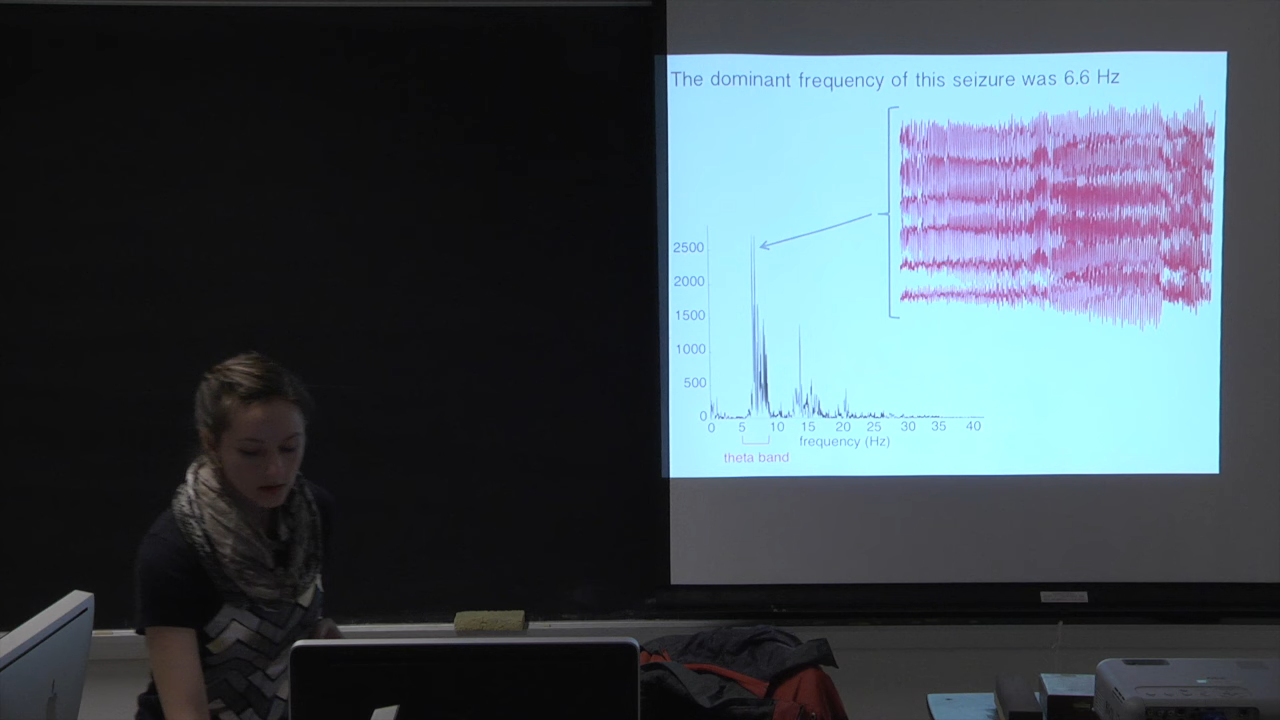 The dominant frequency of this seizure was 6.6 Hz
2500
2000
1500
1000
500
0
0 5 10 15 20 25 30 35 40
frequency (Hz)
theta band